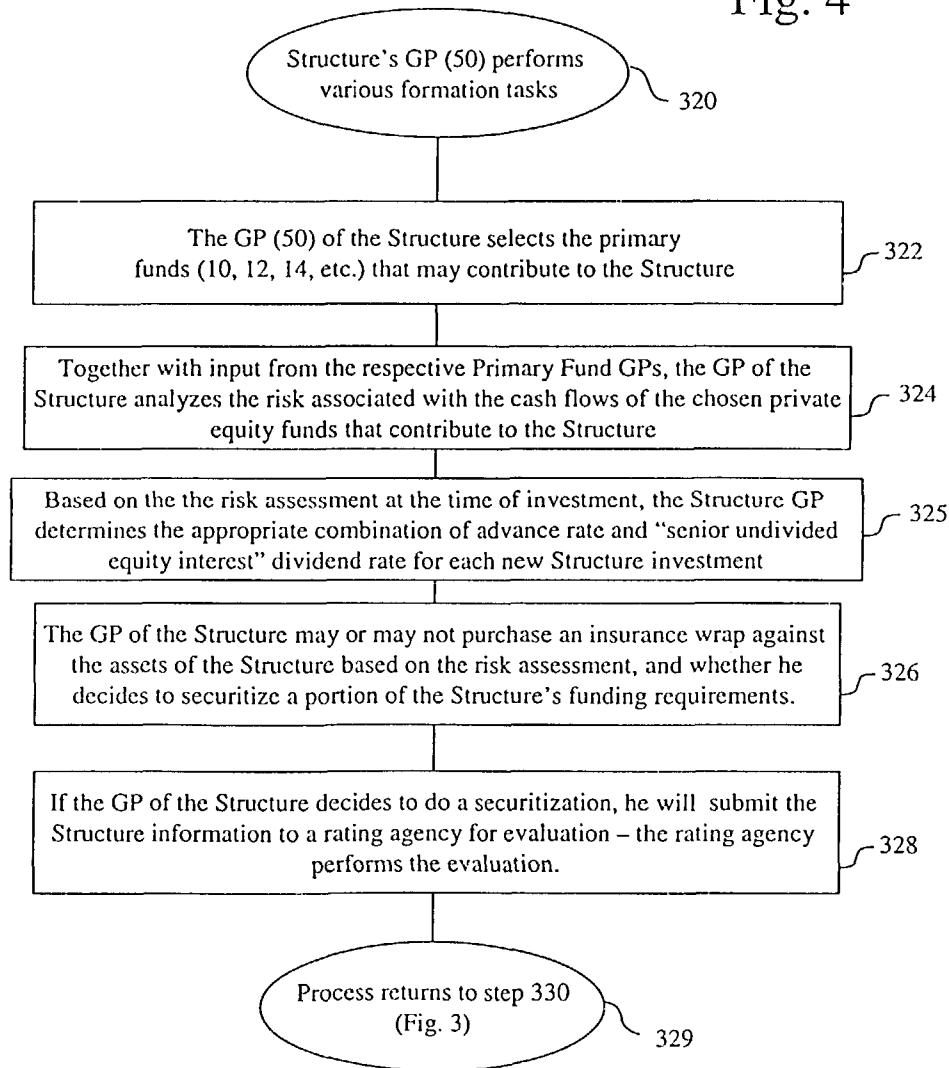 Fig. 4
Structure's GP (50) performs
various formation tasks
320
The GP (50) of the Structure selects the primary
funds (10, 12, 14, etc.) that may contribute to the Structure
322
Together with input from the respective Primary Fund GPs, the GP of the
Structure analyzes the risk associated with the cash flows of the chosen private
equity funds that contribute to the Structure
324
Based on the the risk assessment at the time of investment, the Structure GP
determines the appropriate combination of advance rate and “senior undivided
equity interest” dividend rate for each new Structure investment
325
The GP of the Structure may or may not purchase an insurance wrap against
the assets of the Structure based on the risk assessment, and whether he
decides to securitize a portion of the Structure's funding requirements.
326
If the GP of the Structure decides to do a securitization, he will submit the
Structure information to a rating agency for evaluation – the rating agency
performs the evaluation.
328
Process returns to step 330
(Fig. 3)
329